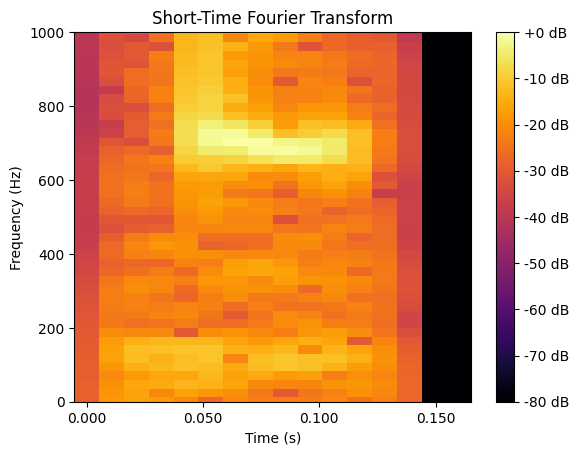 Short-Time Fourier Transform
1000
800
600
400
200
0
Frequency (Hz)
0.000
0.050
0.100
0.150
Time (s)
+0 dB
-10 dB
-20 dB
-30 dB
-40 dB
-50 dB
-60 dB
-70 dB
-80 dB